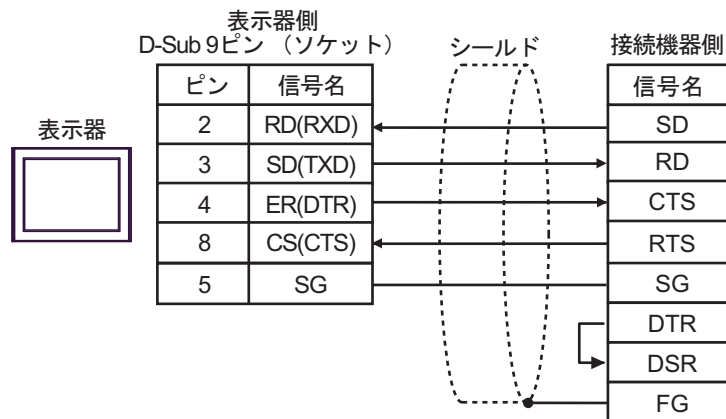 表示器側
D-Sub 9ピン （ソケット）
シールド
接続機器側
表示器
ピン 信号名
信号名
2 RD(RXD)
SD
3 SD(TXD)
RD
4 ER(DTR)
CTS
8 CS(CTS)
RTS
5 SG
SG
DTR
DSR
FG